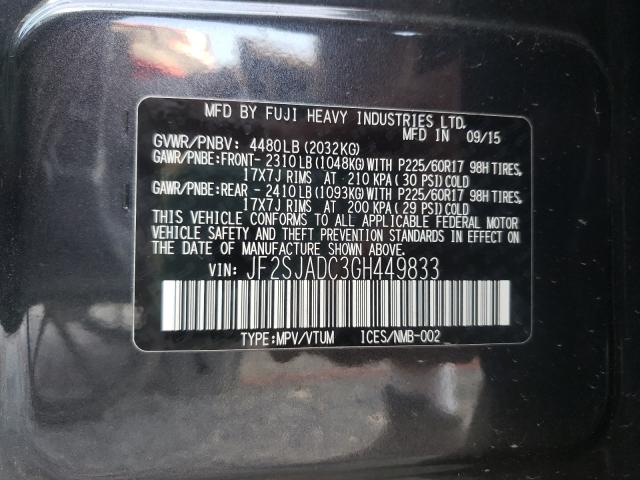 MFD BY FUJI HEAVY INDUSTRIES LTD.
MFD IN 09/15
GVWR/PNBV: 4480LB (2032KG)
GAWR/PNBE:FRONT- 2310LB(1048KG)WITH P225/60R17 98H TIRES,
17X7J RIMS AT 210 KPA( 30 PSI) COLD
GAWR/PNBE:REAR - 2410LB(1093KG)WITH P225/60R17 98H TIRES,
17X7J RIMS AT 200 KPA( 29 PSI) COLD
THIS VEHICLE CONFORMS TO ALL APPLICABLE FEDERAL MOTOR
VEHICLE SAFETY AND THEFT PREVENTION STANDARDS IN EFFECT ON
THE DATE OF MANUFACTURE SHOWN ABOVE.
VIN: JF2SJADC3GH449833
TYPE:MPV/VTUM ICES/NMB-002